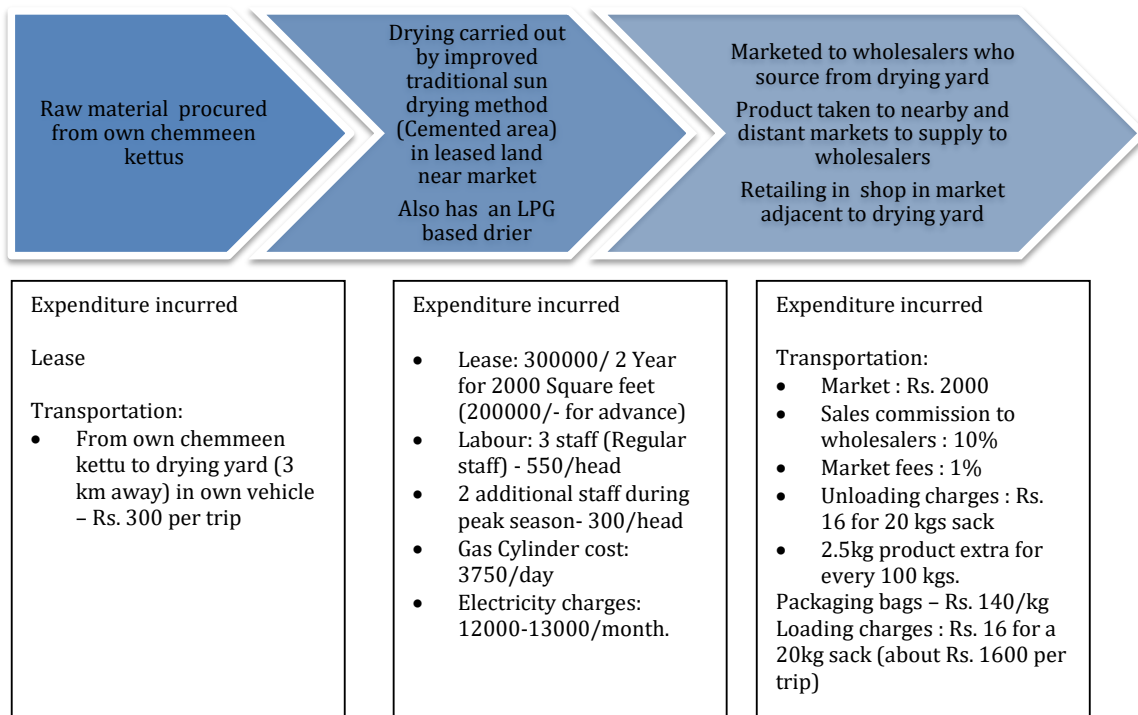 Raw material procured
from own chemmeen
kettus
Drying carried out
by improved
traditional sun
drying method
(Cemented area)
in leased land
near market
Also has an LPG
based drier
Marketed to wholesalers who
source from drying yard
Product taken to nearby and
distant markets to supply to
wholesalers
Retailing in shop in market
adjacent to drying yard
Expenditure incurred
Lease
Transportation:
• From own chemmeen
kettu to drying yard (3
km away) in own vehicle
– Rs. 300 per trip
Expenditure incurred
• Lease: 300000/ 2 Year
for 2000 Square feet
(200000/- for advance)
• Labour: 3 staff (Regular
staff) - 550/head
• 2 additional staff during
peak season- 300/head
• Gas Cylinder cost:
3750/day
• Electricity charges:
12000-13000/month.
Expenditure incurred
Transportation:
• Market : Rs. 2000
• Sales commission to
wholesalers : 10%
• Market fees : 1%
• Unloading charges : Rs.
16 for 20 kgs sack
• 2.5kg product extra for
every 100 kgs.
Packaging bags – Rs. 140/kg
Loading charges : Rs. 16 for a
20kg sack (about Rs. 1600 per
trip)